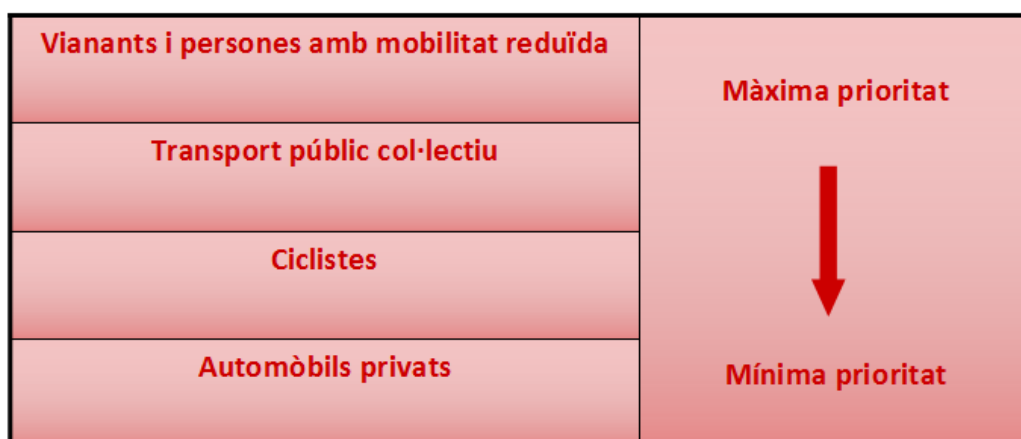 Vianants i persones amb mobilitat reduïda
Màxima prioritat
Transport públic col·lectiu
Ciclistes
Automòbils privats
Mínima prioritat